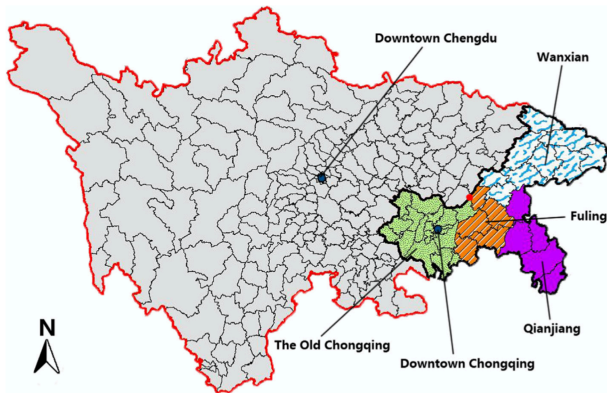 Downtown Chengdu
Wanxian
Fuling
N
The Old Chongqing
Downtown Chongqing
Qianjiang